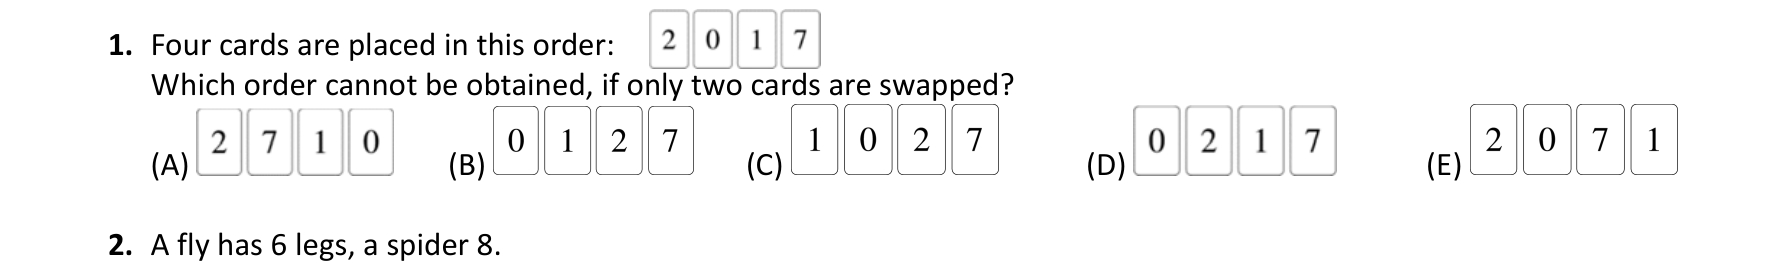 1. Four cards are placed in this order: 2 0 1 7
Which order cannot be obtained, if only two cards are swapped?
(A) 2 7 1 0 (B) 0 1 2 7 (C) 1 0 2 7 (D) 0 2 1 7 (E) 2 0 7 1
2. A fly has 6 legs, a spider 8.